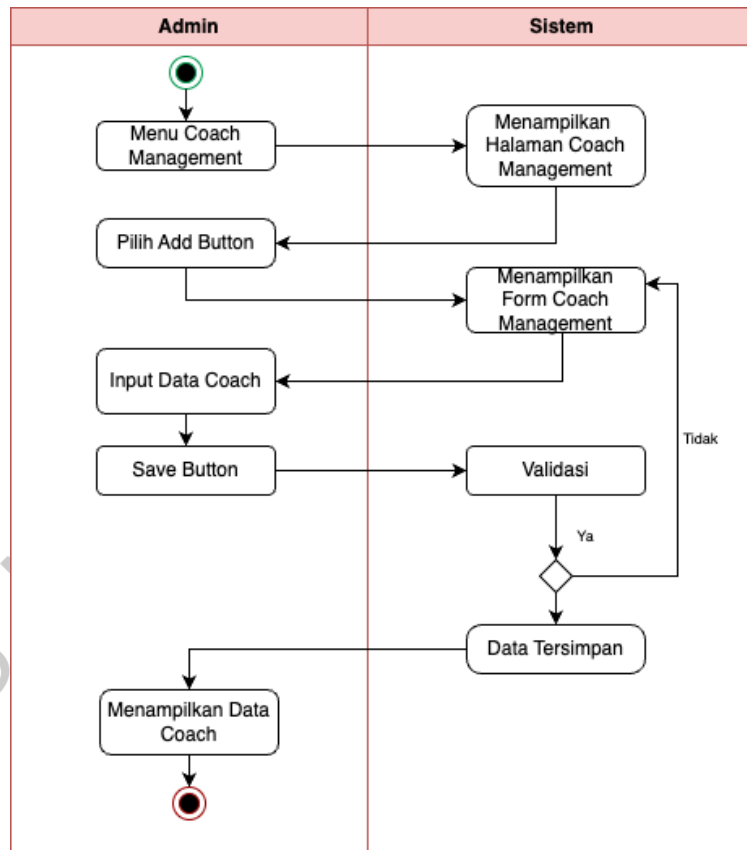 Admin
Sistem
Menu Coach
Management
Menampilkan
Halaman Coach
Management
Pilih Add Button
Menampilkan
Form Coach
Management
Input Data Coach
Tidak
Save Button
Validasi
Ya
Data Tersimpan
Menampilkan Data
Coach